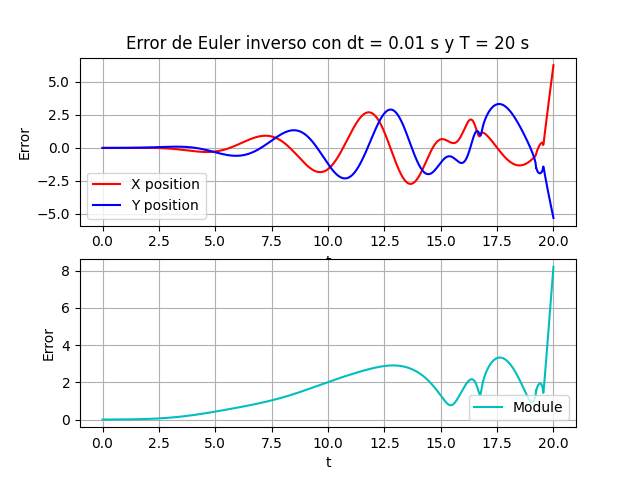 Error de Euler inverso con dt = 0.01 s y T = 20 s
5.0
2.5
0.0
−2.5
−5.0
Error
X position
Y position
0.0 2.5 5.0 7.5 10.0 12.5 15.0 17.5 20.0
8
6
4
2
0
Error
Module
0.0 2.5 5.0 7.5 10.0 12.5 15.0 17.5 20.0
t